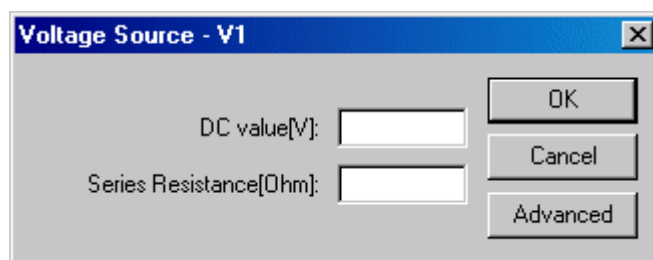 Voltage Source - V1
DC value[V]:
Series Resistance[Ohm]:
OK
Cancel
Advanced